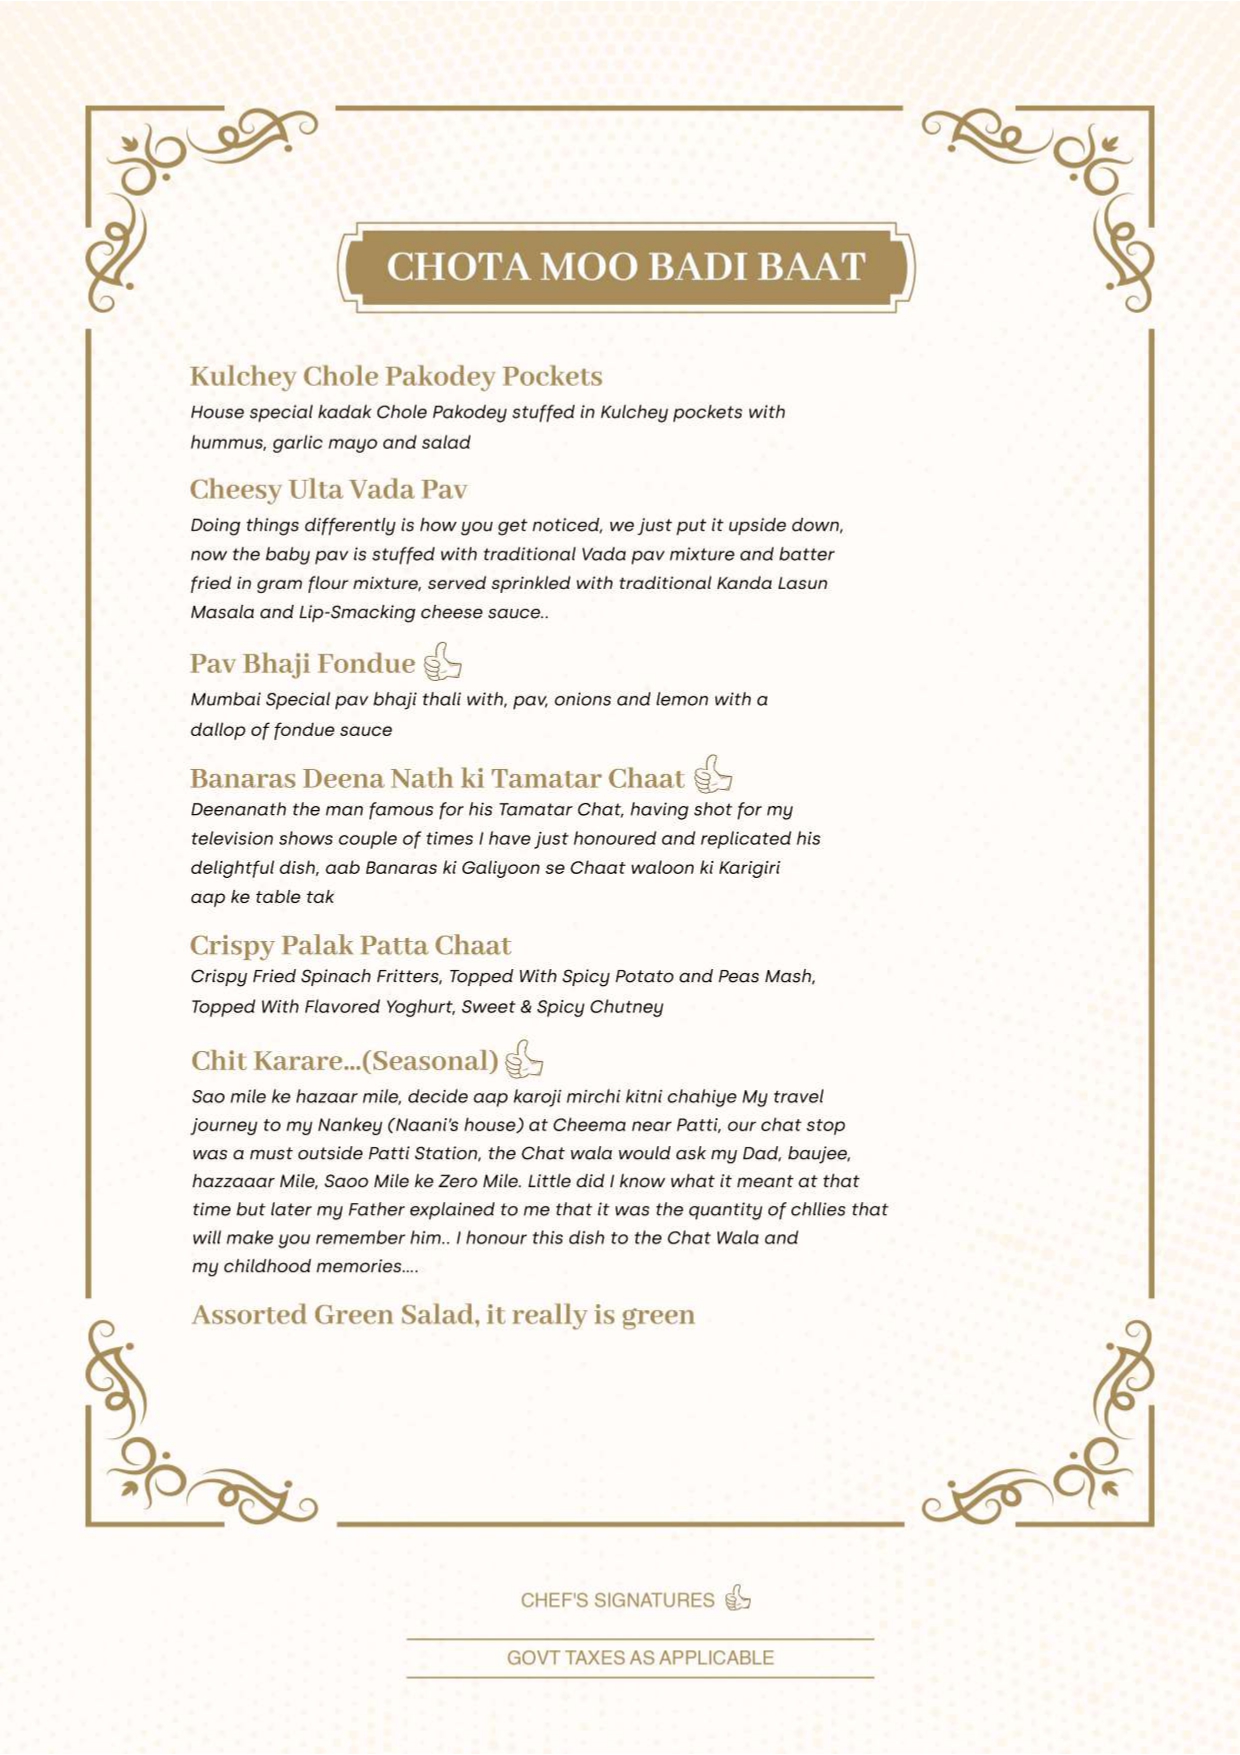 CHOTA MOO BADI BAAT
Kulchey Chole Pakodey Pockets
House special kadak Chole Pakodey stuffed in Kulchey pockets with
hummus, garlic mayo and salad
Cheesy Ulta Vada Pav
Doing things differently is how you get noticed, we just put it upside down,
now the baby pav is stuffed with traditional Vada pav mixture and batter
fried in gram flour mixture, served sprinkled with traditional Kanda Lasun
Masala and Lip-Smacking cheese sauce..
Pav Bhaji Fondue
Mumbai Special pav bhaji thali with, pav, onions and lemon with a
dallop of fondue sauce
Banaras Deena Nath ki Tamatar Chaat
Deenanath the man famous for his Tamatar Chat, having shot for my
television shows couple of times I have just honoured and replicated his
delightful dish, aab Banaras ki Galiyoon se Chaat waloon ki Karigiri
aap ke table tak
Crispy Palak Patta Chaat
Crispy Fried Spinach Fritters, Topped With Spicy Potato and Peas Mash,
Topped With Flavored Yoghurt, Sweet & Spicy Chutney
Chit Karare...(Seasonal)
Sao mile ke hazaar mile, decide aap karoji mirchi kitni chahiye My travel
journey to my Nankey (Naani's house) at Cheema near Patti, our chat stop
was a must outside Patti Station, the Chat wala would ask my Dad, baujee,
hazzaaar Mile, Saoo Mile ke Zero Mile. Little did I know what it meant at that
time but later my Father explained to me that it was the quantity of chllies that
will make you remember him.. I honour this dish to the Chat Wala and
my childhood memories....
Assorted Green Salad, it really is green
CHEF'S SIGNATURES
GOVT TAXES AS APPLICABLE